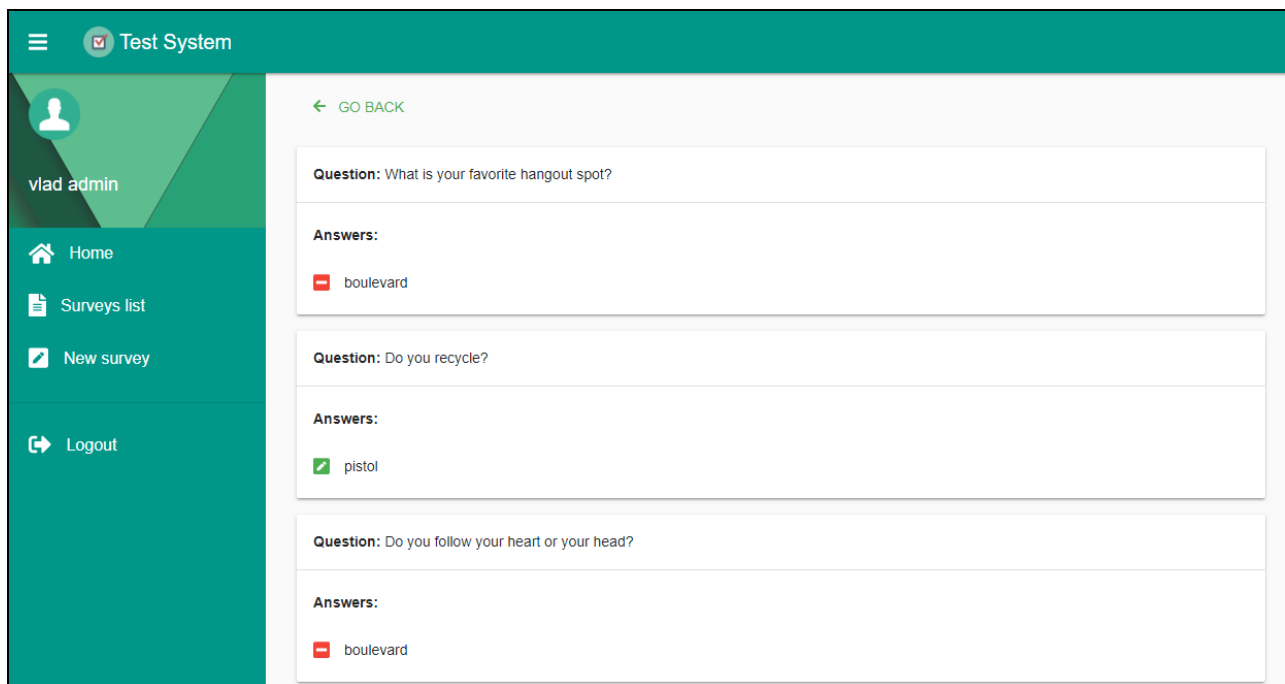 Test System
vlad admin
Home
Surveys list
New survey
Logout
GO BACK
Question: What is your favorite hangout spot?
Answers:
boulevard
Question: Do you recycle?
Answers:
pistol
Question: Do you follow your heart or your head?
Answers:
boulevard